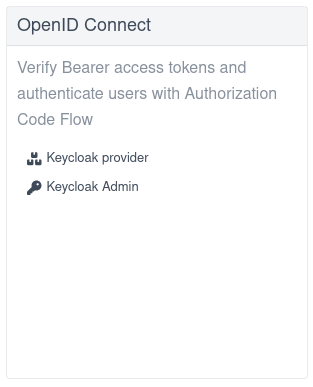 OpenID Connect
Verify Bearer access tokens and
authenticate users with Authorization
Code Flow
Keycloak provider
Keycloak Admin